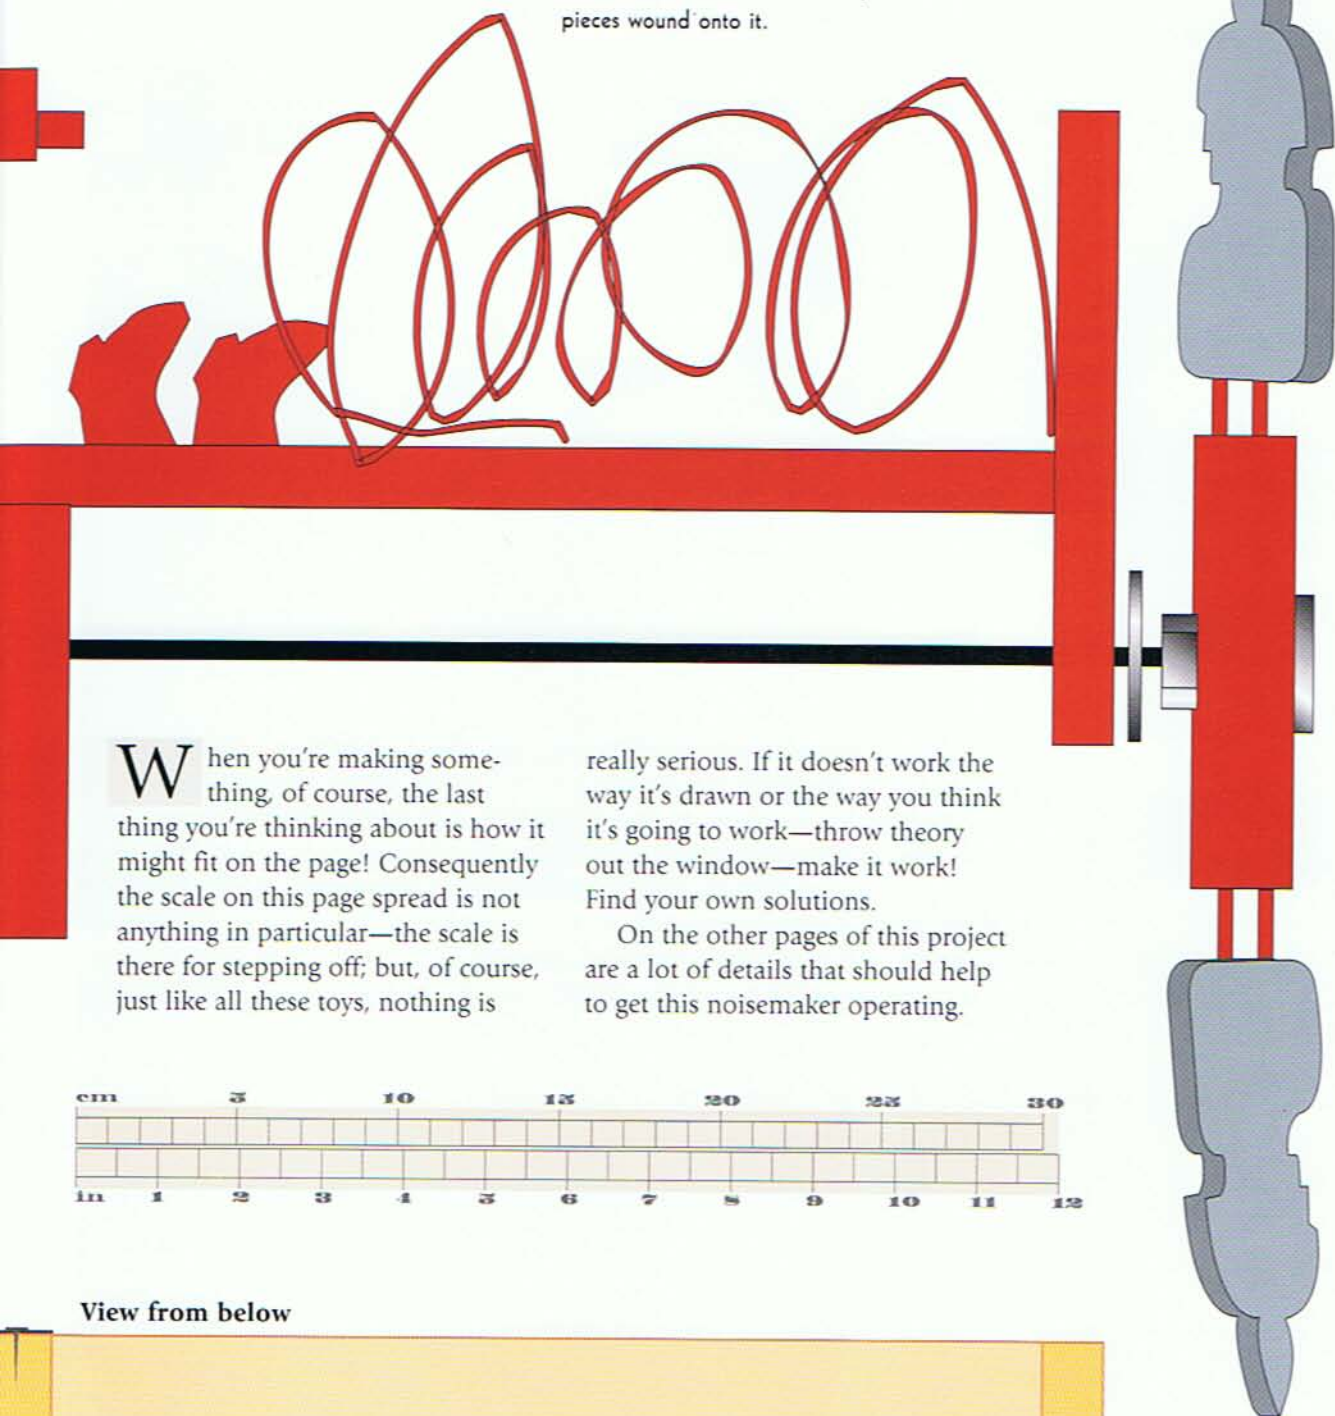 pieces wound onto it.
When you're making some-
thing, of course, the last
thing you're thinking about is how it
might fit on the page! Consequently
the scale on this page spread is not
anything in particular—the scale is
there for stepping off; but, of course,
just like all these toys, nothing is
really serious. If it doesn't work the
way it's drawn or the way you think
it's going to work—throw theory
out the window—make it work!
Find your own solutions.
On the other pages of this project
are a lot of details that should help
to get this noisemaker operating.
cm 5 10 15 20 25 30
in 1 2 3 4 5 6 7 8 9 10 11 12
View from below